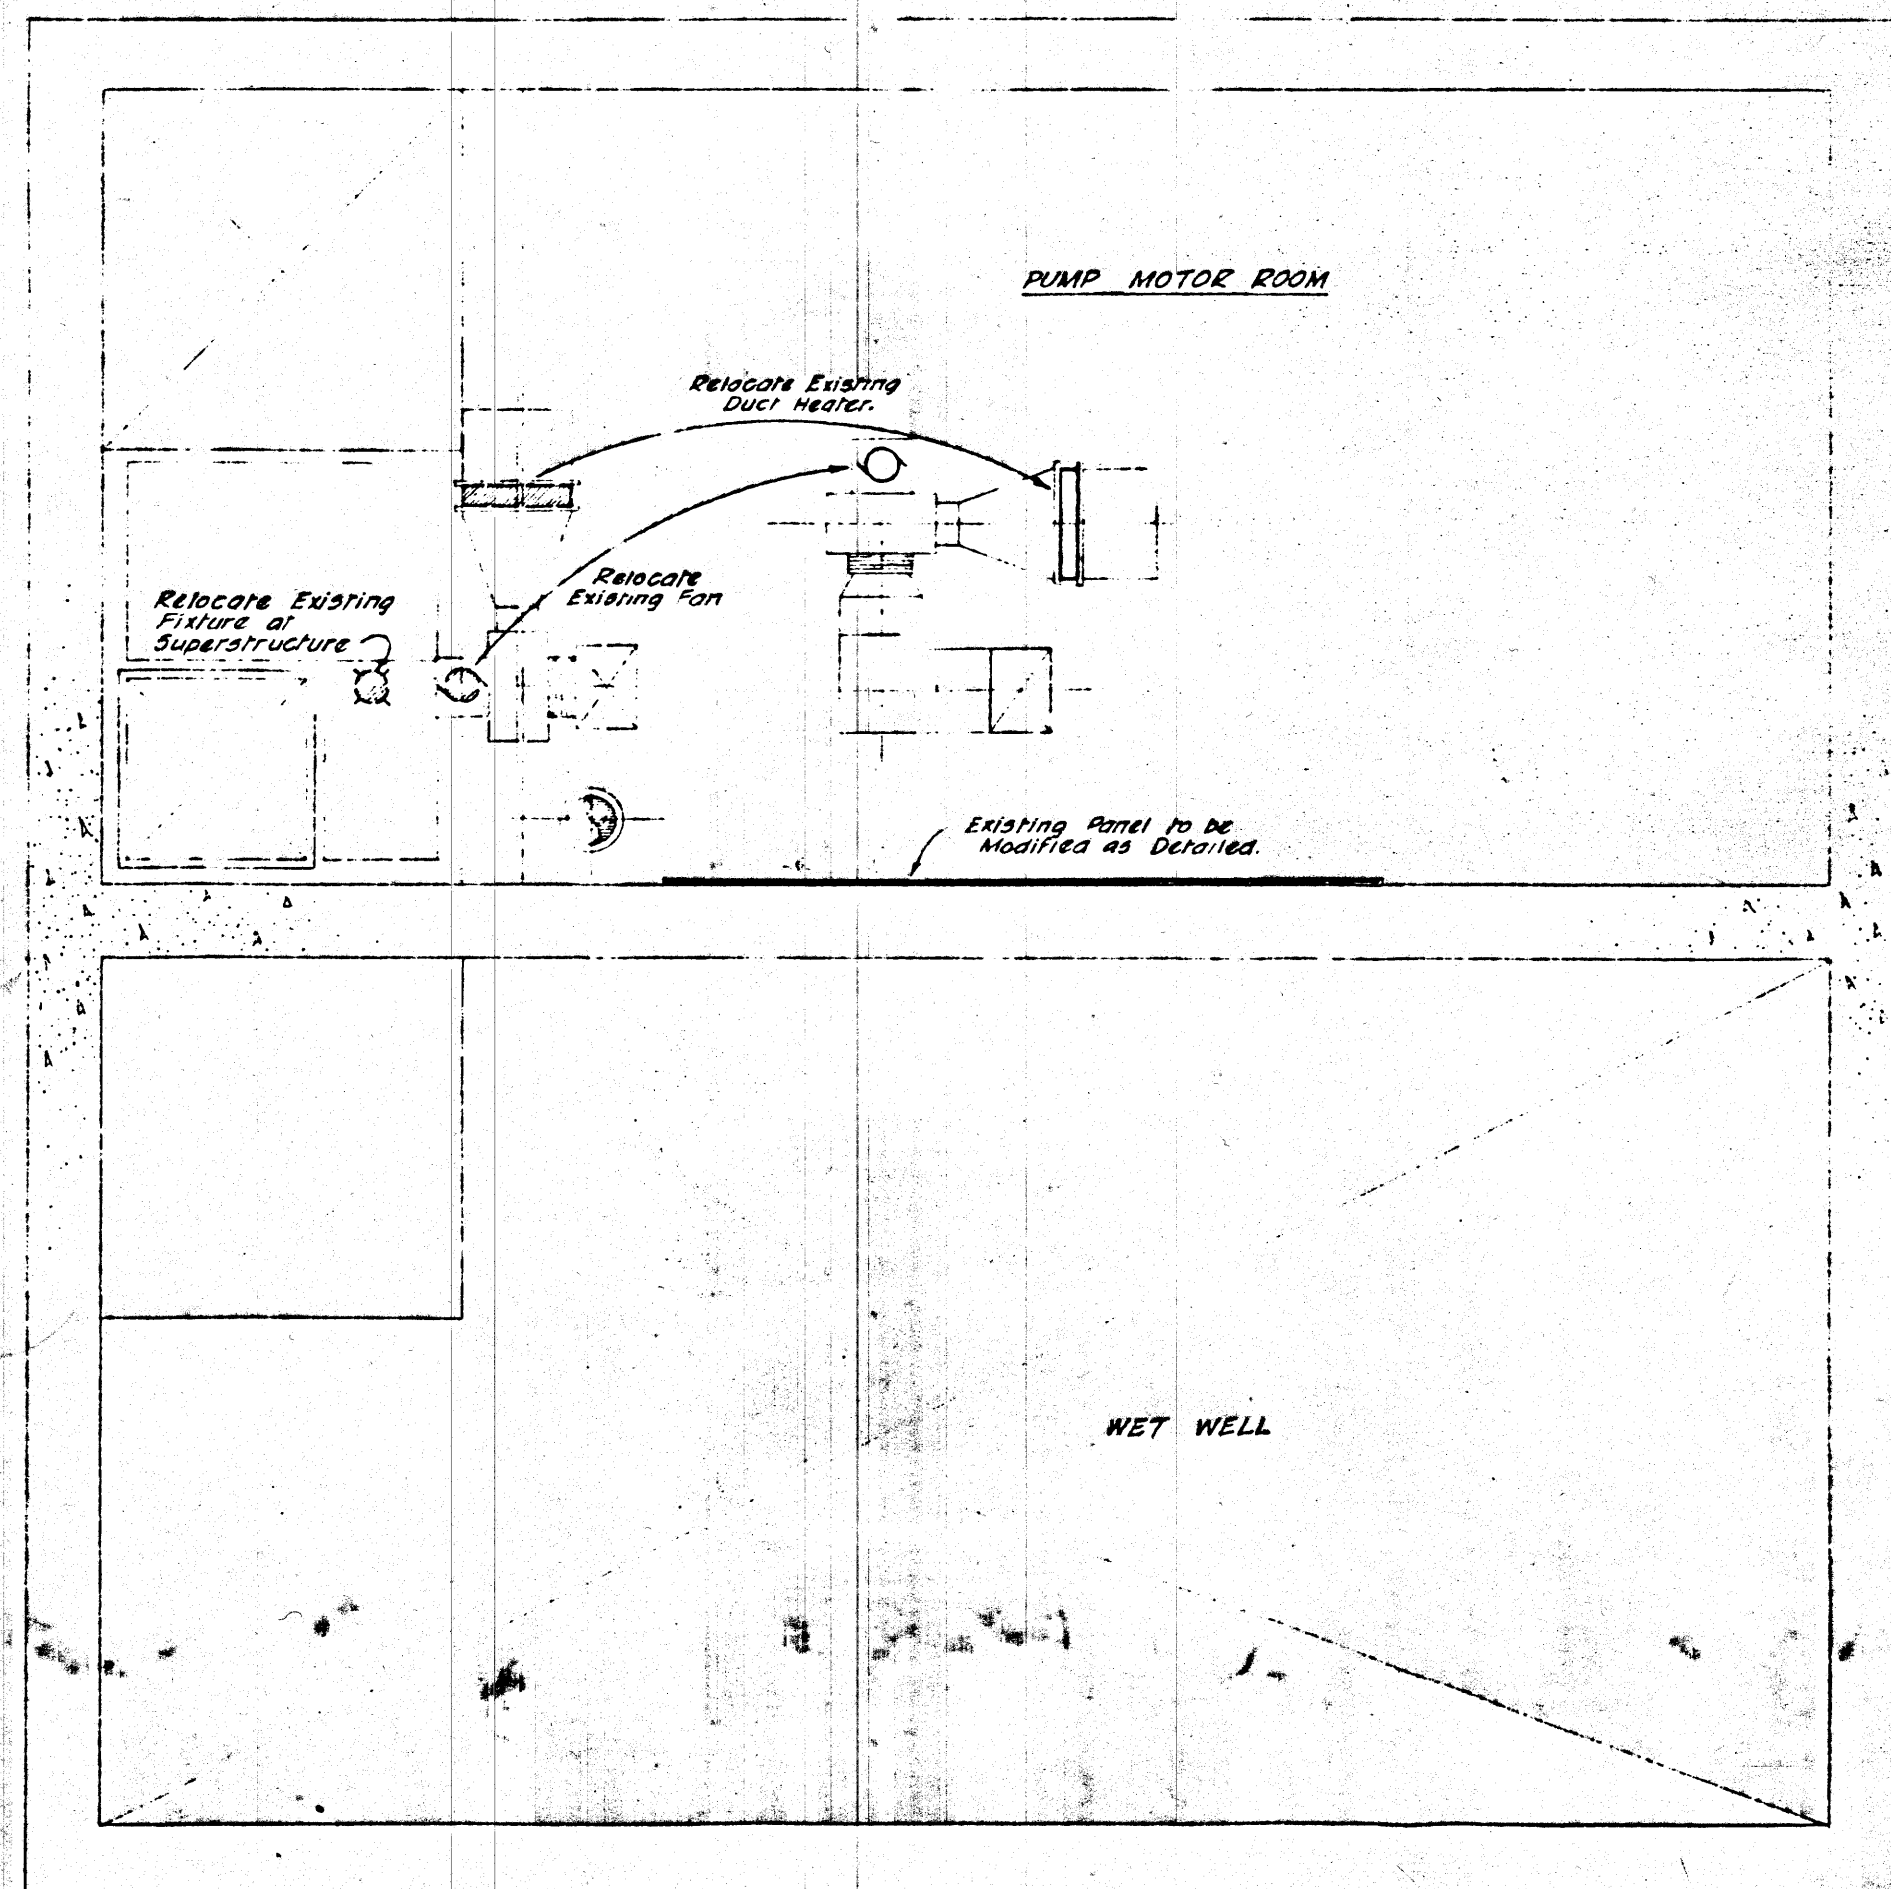 PUMP MOTOR ROOM
Relocate Existing
Duct Heater.
Relocate
Existing Fan
Relocate Existing
Fixture at
Superstructure
Existing Panel to be
Modified as Detailed.
WET WELL